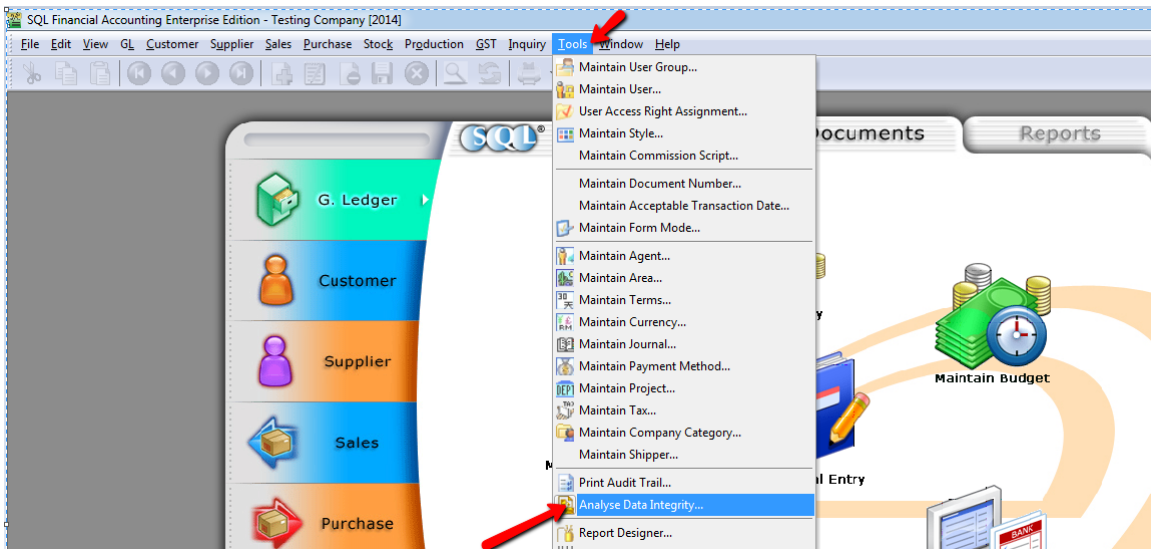 SQL Financial Accounting Enterprise Edition - Testing Company [2014]
File Edit View GL Customer Supplier Sales Purchase Stock Production GST Inquiry Tools Window Help
SQL®
Documents
Reports
G. Ledger
Customer
Supplier
Sales
Purchase
Maintain User Group...
Maintain User...
User Access Right Assignment...
Maintain Style...
Maintain Commission Script...
Maintain Document Number...
Maintain Acceptable Transaction Date...
Maintain Form Mode...
Maintain Agent...
Maintain Area...
Maintain Terms...
Maintain Currency...
Maintain Journal...
Maintain Payment Method...
Maintain Project...
Maintain Tax...
Maintain Company Category...
Maintain Shipper...
Print Audit Trail...
Analyse Data Integrity...
Report Designer...
30
RM
DEPT
TAX
Maintain Budget
Entry
BANK